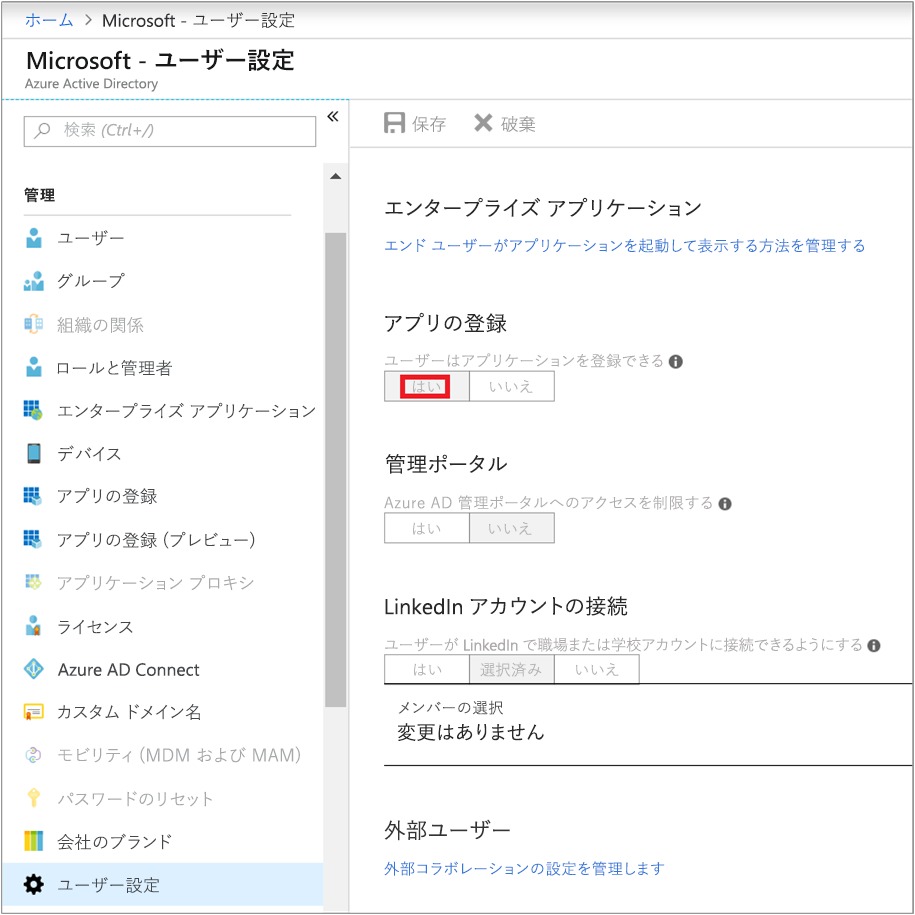 ホーム > Microsoft - ユーザー設定
Microsoft - ユーザー設定
Azure Active Directory
検索 (Ctrl+/)
管理
ユーザー
グループ
組織の関係
ロールと管理者
エンタープライズ アプリケーション
デバイス
アプリの登録
アプリの登録 (プレビュー)
アプリケーション プロキシ
ライセンス
Azure AD Connect
カスタム ドメイン名
モビリティ (MDM および MAM)
パスワードのリセット
会社のブランド
ユーザー設定
保存 破棄
エンタープライズ アプリケーション
エンド ユーザーがアプリケーションを起動して表示する方法を管理する
アプリの登録
ユーザーはアプリケーションを登録できる
はい いいえ
管理ポータル
Azure AD 管理ポータルへのアクセスを制限する
はい いいえ
LinkedIn アカウントの接続
ユーザーが LinkedIn で職場または学校アカウントに接続できるようにする
はい 選択済み いいえ
メンバーの選択
変更はありません
外部ユーザー
外部コラボレーションの設定を管理します